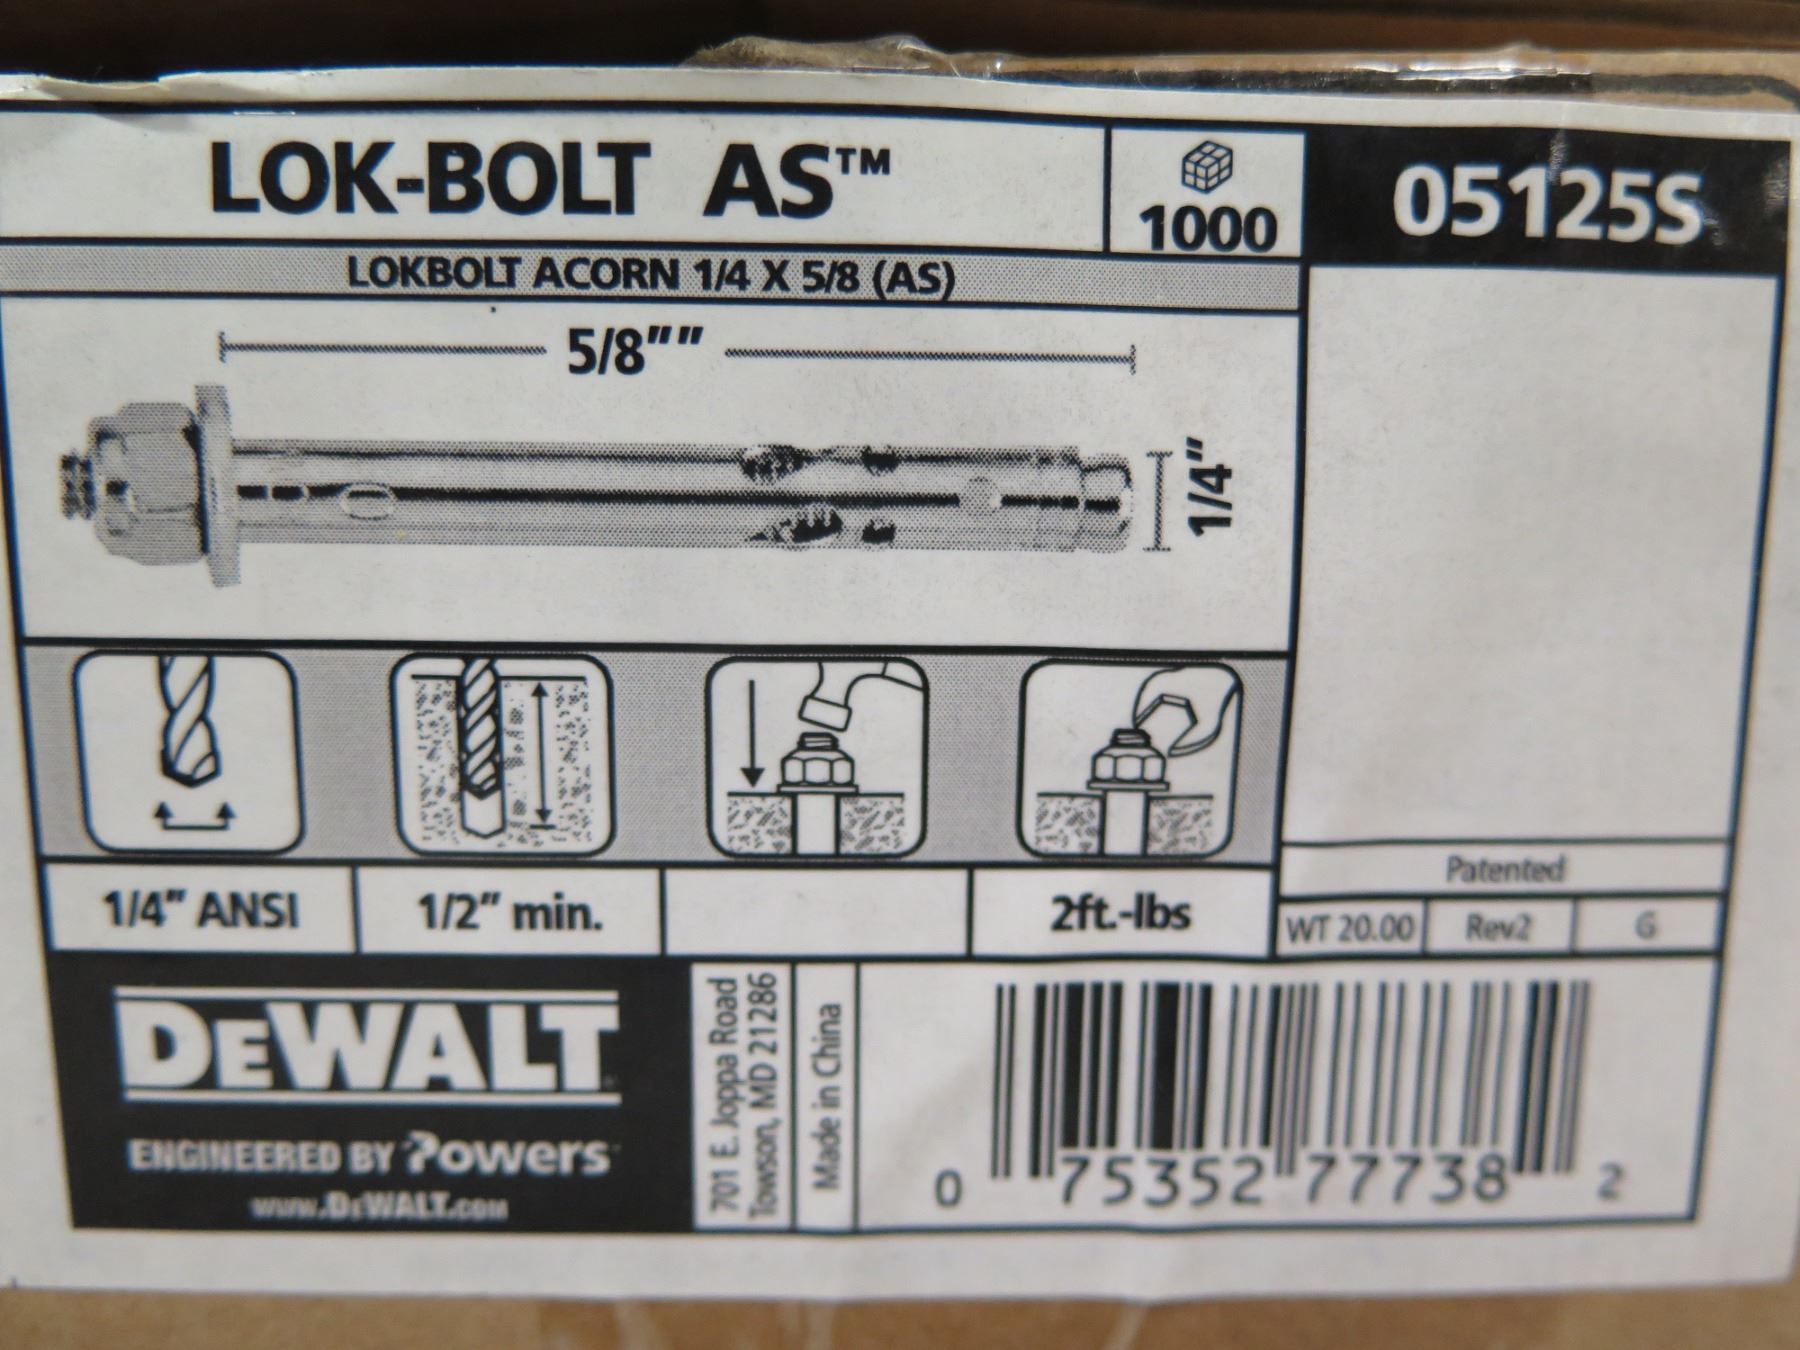 LOK-BOLT AS™
1000
05125S
LOKBOLT ACORN 1/4 X 5/8 (AS)
5/8″″
1/4″
1/4″ ANSI
1/2″ min.
2ft.-lbs
Patented
WT 20.00
Rev2
G
DEWALT
ENGINEERED BY Powers
www.DeWALT.com
701 E. Joppa Road
Towson, MD 21286
Made in China
0 75352 77738 2